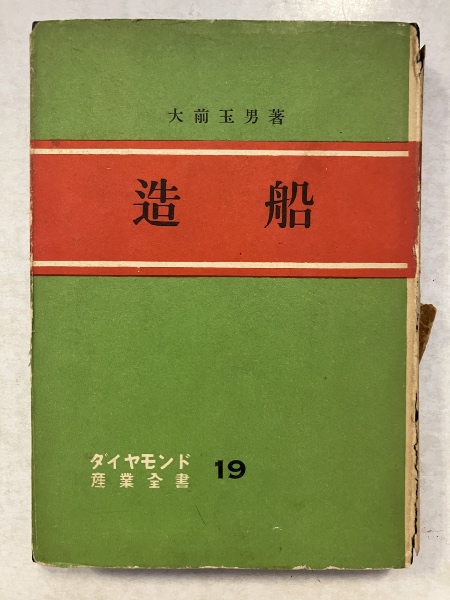 大前玉男著
造船
ダイヤモンド
産業全書 19